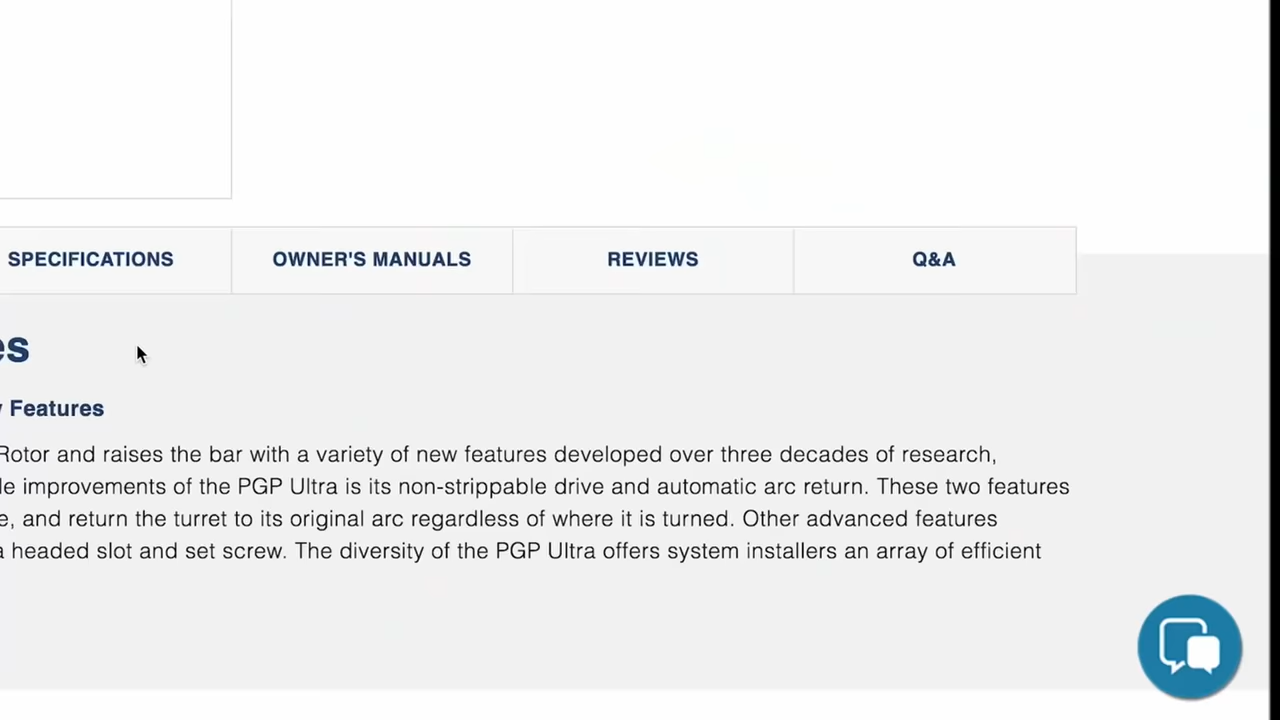 SPECIFICATIONS
OWNER'S MANUALS
REVIEWS
Q&A
Features
Rotor and raises the bar with a variety of new features developed over three decades of research,
improvements of the PGP Ultra is its non-strippable drive and automatic arc return. These two features
and return the turret to its original arc regardless of where it is turned. Other advanced features
a headed slot and set screw. The diversity of the PGP Ultra offers system installers an array of efficient